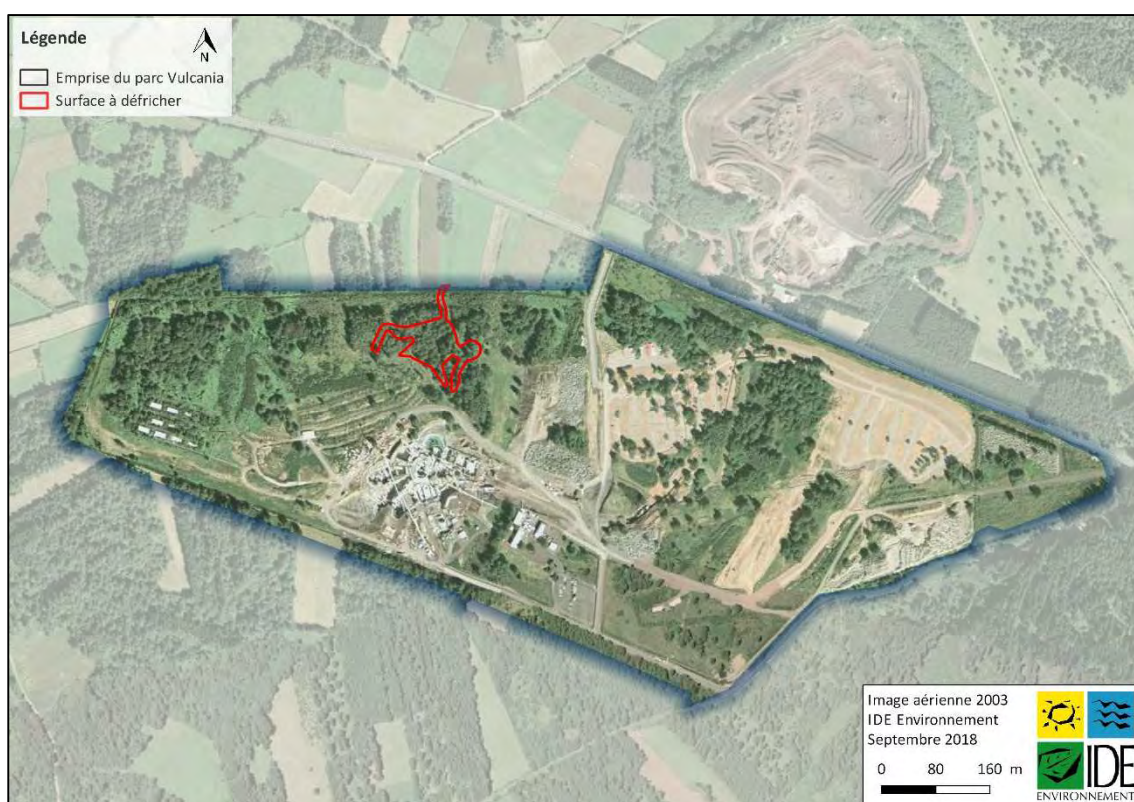 Légende
N
Emprise du parc Vulcania
Surface à défricher
Image aérienne 2003
IDE Environnement
Septembre 2018
0 80 160 m
IDE
ENVIRONNEMENT